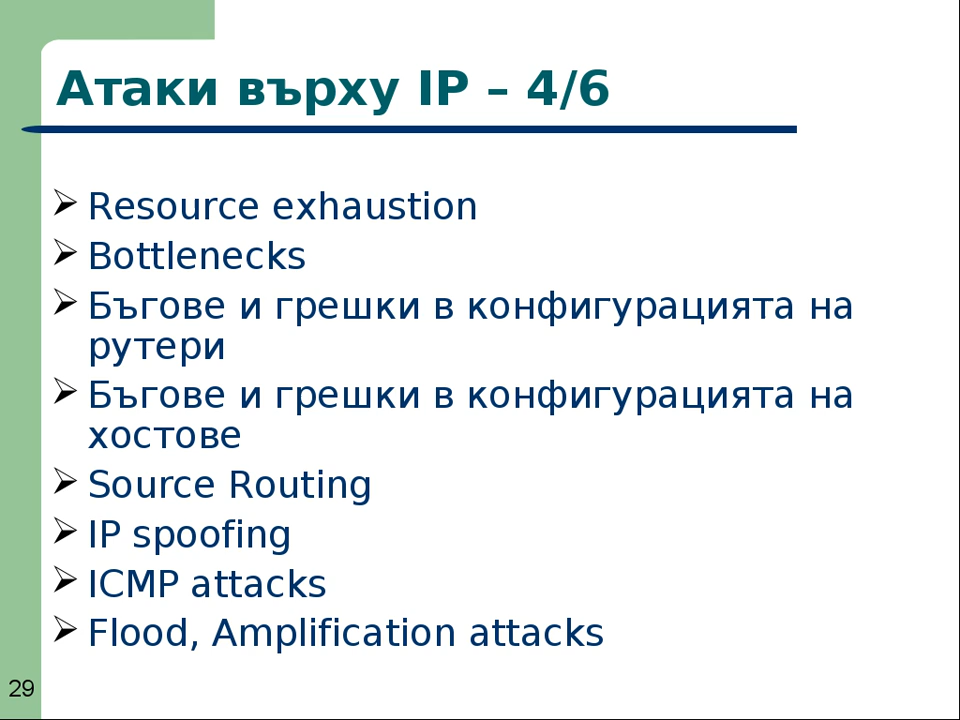 Атаки върху IP – 4/6
Resource exhaustion
Bottlenecks
Бъгове и грешки в конфигурацията на
рутери
Бъгове и грешки в конфигурацията на
хостове
Source Routing
IP spoofing
ICMP attacks
Flood, Amplification attacks
29